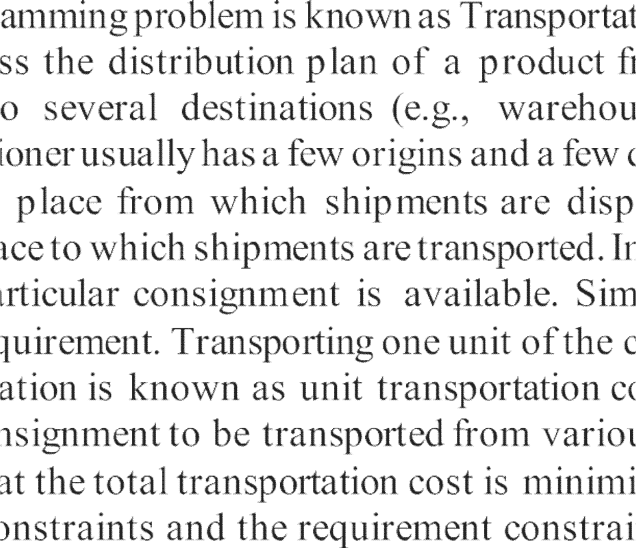 amming problem is known as Transportat
ss the distribution plan of a product fr
o several destinations (e.g., warehou
ioner usually has a few origins and a few d
place from which shipments are disp
ace to which shipments are transported. In
articular consignment is available. Sim
quirement. Transporting one unit of the c
ation is known as unit transportation co
nsignment to be transported from variou
at the total transportation cost is minimi
onstraints and the requirement constrai